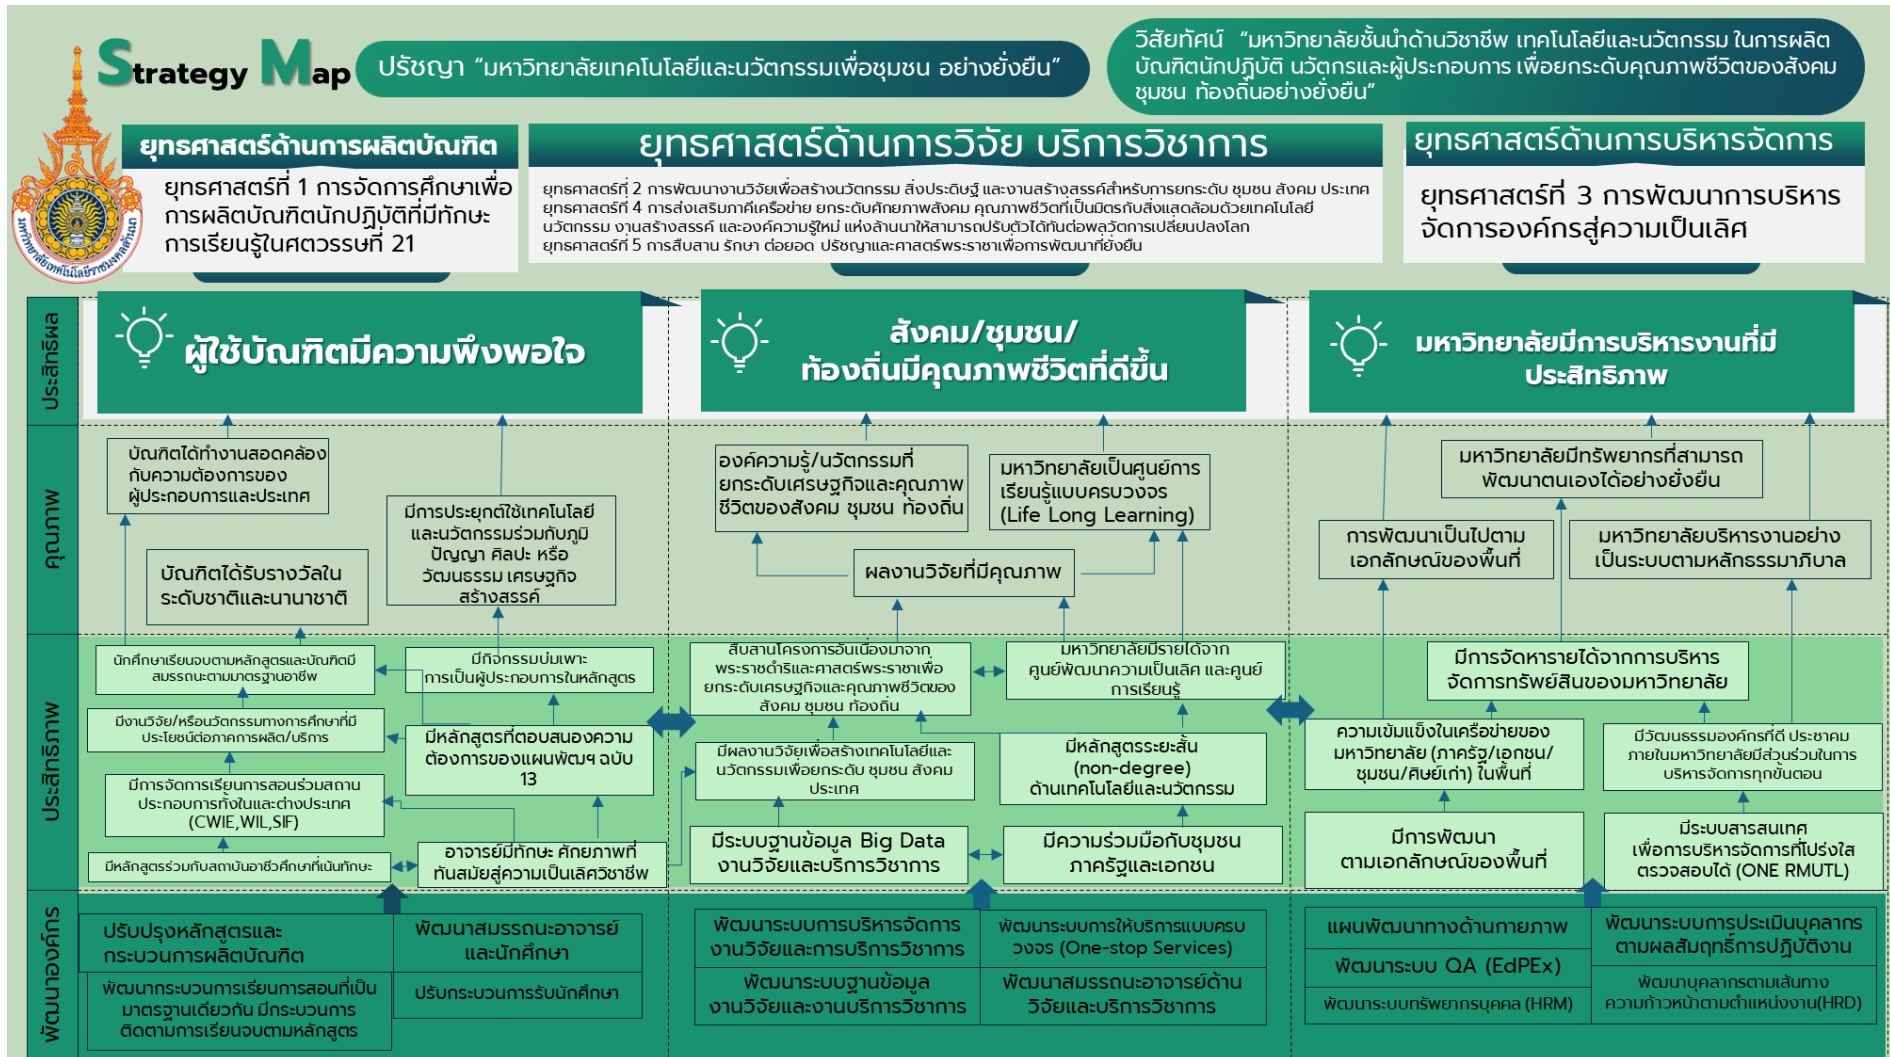 Strategy Map
ปรัชญา “มหาวิทยาลัยเทคโนโลยีและนวัตกรรมเพื่อชุมชน อย่างยั่งยืน”
วิสัยทัศน์ “มหาวิทยาลัยชั้นนำด้านวิชาชีพ เทคโนโลยีและนวัตกรรม ในการผลิต
บัณฑิตนักปฏิบัติ นวัตกรและผู้ประกอบการ เพื่อยกระดับคุณภาพชีวิตของสังคม
ชุมชน ท้องถิ่นอย่างยั่งยืน”
มหาวิทยาลัยเทคโนโลยีราชมงคลล้านนา
ยุทธศาสตร์ด้านการผลิตบัณฑิต
ยุทธศาสตร์ที่ 1 การจัดการศึกษาเพื่อ
การผลิตบัณฑิตนักปฏิบัติที่มีทักษะ
การเรียนรู้ในศตวรรษที่ 21
ยุทธศาสตร์ด้านการวิจัย บริการวิชาการ
ยุทธศาสตร์ที่ 2 การพัฒนางานวิจัยเพื่อสร้างนวัตกรรม สิ่งประดิษฐ์ และงานสร้างสรรค์สำหรับการยกระดับ ชุมชน สังคม ประเทศ
ยุทธศาสตร์ที่ 4 การส่งเสริมภาคีเครือข่าย ยกระดับศักยภาพสังคม คุณภาพชีวิตที่เป็นมิตรกับสิ่งแสดล้อมด้วยเทคโนโลยี
นวัตกรรม งานสร้างสรรค์ และองค์ความรู้ใหม่ แห่งล้านนาให้สามารถปรับตัวได้ทันต่อพลวัตการเปลี่ยนปลงโลก
ยุทธศาสตร์ที่ 5 การสืบสาน รักษา ต่อยอด ปรัชญาและศาสตร์พระราชาเพื่อการพัฒนาที่ยั่งยืน
ยุทธศาสตร์ด้านการบริหารจัดการ
ยุทธศาสตร์ที่ 3 การพัฒนาการบริหาร
จัดการองค์กรสู่ความเป็นเลิศ
ประสิทธิผล
ผู้ใช้บัณฑิตมีความพึงพอใจ
สังคม/ชุมชน/
ท้องถิ่นมีคุณภาพชีวิตที่ดีขึ้น
มหาวิทยาลัยมีการบริหารงานที่มี
ประสิทธิภาพ
คุณภาพ
บัณฑิตได้ทำงานสอดคล้อง
กับความต้องการของ
ผู้ประกอบการและประเทศ
มีการประยุกต์ใช้เทคโนโลยี
และนวัตกรรมร่วมกับภูมิ
ปัญญา ศิลปะ หรือ
วัฒนธรรม เศรษฐกิจ
สร้างสรรค์
บัณฑิตได้รับรางวัลใน
ระดับชาติและนานาชาติ
องค์ความรู้/นวัตกรรมที่
ยกระดับเศรษฐกิจและคุณภาพ
ชีวิตของสังคม ชุมชน ท้องถิ่น
มหาวิทยาลัยเป็นศูนย์การ
เรียนรู้แบบครบวงจร
(Life Long Learning)
ผลงานวิจัยที่มีคุณภาพ
มหาวิทยาลัยมีทรัพยากรที่สามารถ
พัฒนาตนเองได้อย่างยั่งยืน
การพัฒนาเป็นไปตาม
เอกลักษณ์ของพื้นที่
มหาวิทยาลัยบริหารงานอย่าง
เป็นระบบตามหลักธรรมาภิบาล
ประสิทธิภาพ
นักศึกษาเรียนจบตามหลักสูตรและบัณฑิตมี
สมรรถนะตามมาตรฐานอาชีพ
มีกิจกรรมบ่มเพาะ
การเป็นผู้ประกอบการในหลักสูตร
มีงานวิจัย/หรือนวัตกรรมทางการศึกษาที่มี
ประโยชน์ต่อภาคการผลิต/บริการ
มีหลักสูตรที่ตอบสนองความ
ต้องการของแผนพัฒฯ ฉบับ
13
มีการจัดการเรียนการสอนร่วมสถาน
ประกอบการทั้งในและต่างประเทศ
(CWIE,WIL,SIF)
มีหลักสูตรร่วมกับสถาบันอาชีวศึกษาที่เน้นทักษะ
อาจารย์มีทักษะ ศักยภาพที่
ทันสมัยสู่ความเป็นเลิศวิชาชีพ
สืบสานโครงการอันเนื่องมาจาก
พระราชดำริและศาสตร์พระราชาเพื่อ
ยกระดับเศรษฐกิจและคุณภาพชีวิตของ
สังคม ชุมชน ท้องถิ่น
มหาวิทยาลัยมีรายได้จาก
ศูนย์พัฒนาความเป็นเลิศ และศูนย์
การเรียนรู้
มีผลงานวิจัยเพื่อสร้างเทคโนโลยีและ
นวัตกรรมเพื่อยกระดับ ชุมชน สังคม
ประเทศ
มีหลักสูตรระยะสั้น
(non-degree)
ด้านเทคโนโลยีและนวัตกรรม
มีระบบฐานข้อมูล Big Data
งานวิจัยและบริการวิชาการ
มีความร่วมมือกับชุมชน
ภาครัฐและเอกชน
มีการจัดหารายได้จากการบริหาร
จัดการทรัพย์สินของมหาวิทยาลัย
ความเข้มแข็งในเครือข่ายของ
มหาวิทยาลัย (ภาครัฐ/เอกชน/
ชุมชน/ศิษย์เก่า) ในพื้นที่
มีวัฒนธรรมองค์กรที่ดี ประชาคม
ภายในมหาวิทยาลัยมีส่วนร่วมในการ
บริหารจัดการทุกขั้นตอน
มีการพัฒนา
ตามเอกลักษณ์ของพื้นที่
มีระบบสารสนเทศ
เพื่อการบริหารจัดการที่โปร่งใส
ตรวจสอบได้ (ONE RMUTL)
พัฒนาองค์กร
ปรับปรุงหลักสูตรและ
กระบวนการผลิตบัณฑิต
พัฒนาสมรรถนะอาจารย์
และนักศึกษา
พัฒนากระบวนการเรียนการสอนที่เป็น
มาตรฐานเดียวกัน มีกระบวนการ
ติดตามการเรียนจบตามหลักสูตร
ปรับกระบวนการรับนักศึกษา
พัฒนาระบบการบริหารจัดการ
งานวิจัยและการบริการวิชาการ
พัฒนาระบบการให้บริการแบบครบ
วงจร (One-stop Services)
พัฒนาระบบฐานข้อมูล
งานวิจัยและงานบริการวิชาการ
พัฒนาสมรรถนะอาจารย์ด้าน
วิจัยและบริการวิชาการ
แผนพัฒนาทางด้านกายภาพ
พัฒนาระบบ QA (EdPEx)
พัฒนาระบบทรัพยากรบุคคล (HRM)
พัฒนาระบบการประเมินบุคลากร
ตามผลสัมฤทธิ์การปฏิบัติงาน
พัฒนาบุคลากรตามเส้นทาง
ความก้าวหน้าตามตำแหน่งงาน(HRD)